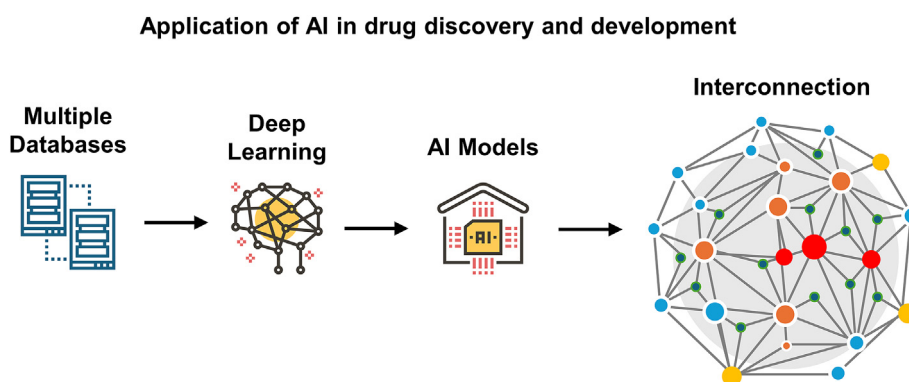 Application of AI in drug discovery and development
Multiple
Databases
Deep
Learning
AI Models
AI
Interconnection